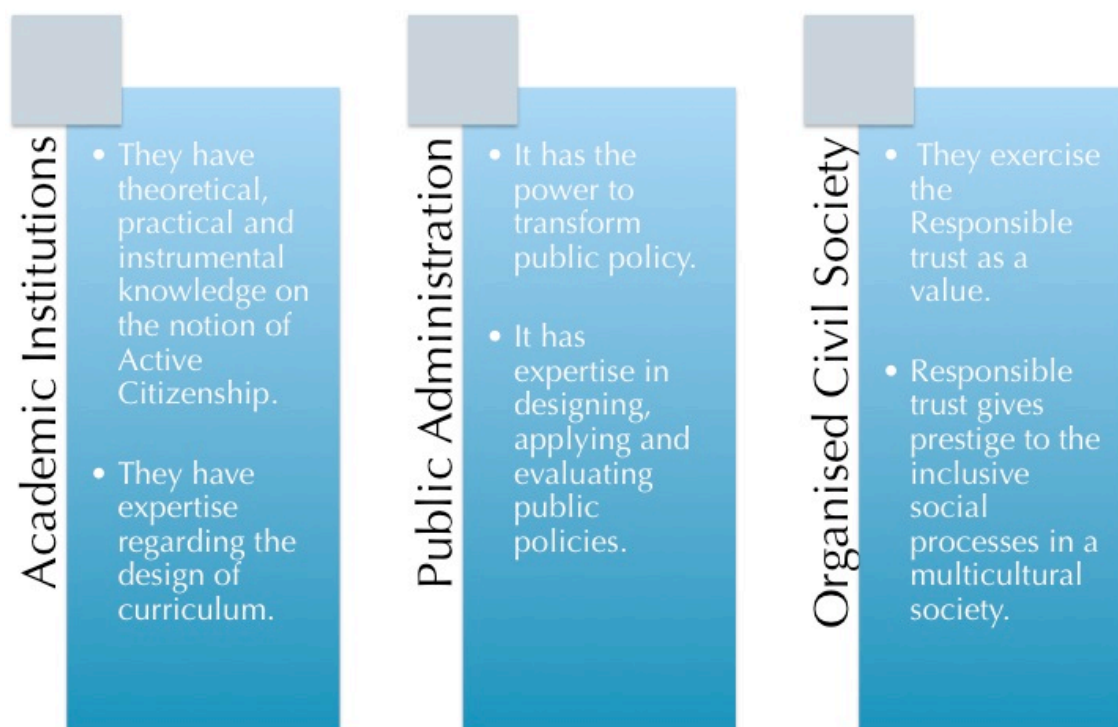 Academic Institutions
• They have
theoretical,
practical and
instrumental
knowledge on
the notion of
Active
Citizenship.
• They have
expertise
regarding the
design of
curriculum.
Public Administration
• It has the
power to
transform
public policy.
• It has
expertise in
designing,
applying and
evaluating
public
policies.
Organised Civil Society
• They exercise
the
Responsible
trust as a
value.
• Responsible
trust gives
prestige to the
inclusive
social
processes in a
multicultural
society.